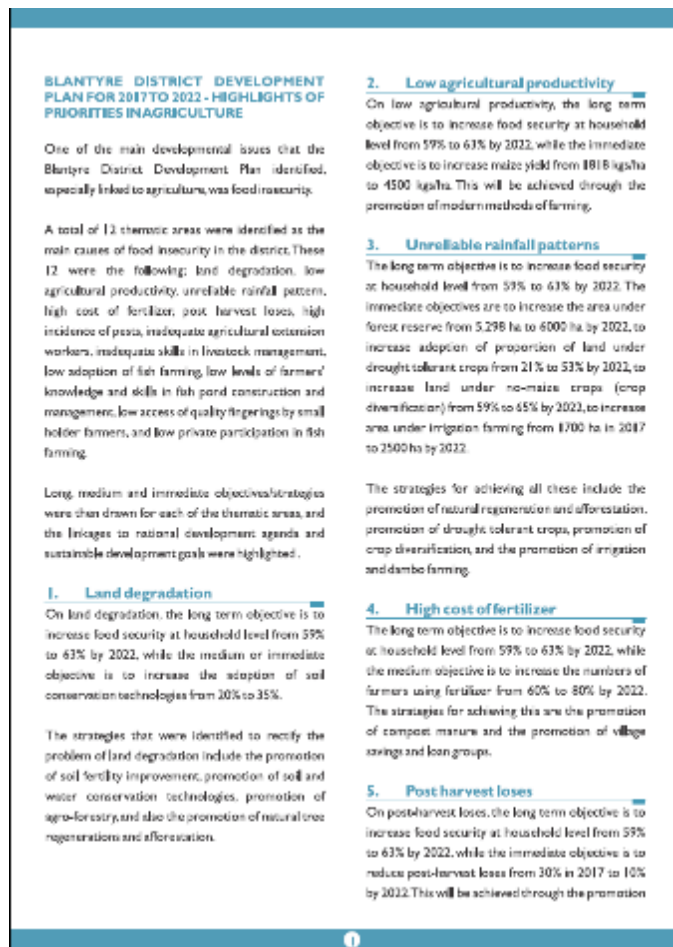 BLANTYRE DISTRICT DEVELOPMENT
PLAN FOR 2017 TO 2022 - HIGHLIGHTS OF
PRIORITIES INAGRICULTURE
One of the main developmental issues that the
Blantyre District Development Plan identified,
especially linked to agriculture, was food insecurity.
A total of 12 thematic areas were identified as the
main causes of food insecurity in the district. These
12 were the following; land degradation, low
agricultural productivity, unreliable rainfall pattern,
high cost of fertilizer, post harvest loses, high
incidence of pests, inadequate agricultural extension
workers, inadequate skills in livestock management,
low adoption of fish farming, low levels of farmers'
knowledge and skills in fish pond construction and
management, low access of quality fingerings by small
holder farmers, and low private participation in fish
farming.
Long, medium and immediate objectives/strategies
were then drawn for each of the thematic areas, and
the linkages to national development agenda and
sustainable development goals were highlighted .
1. Land degradation
On land degradation, the long term objective is to
increase food security at household level from 59%
to 63% by 2022, while the medium or immediate
objective is to increase the adoption of soil
conservation technologies from 20% to 35%.
The strategies that were identified to rectify the
problem of land degradation include the promotion
of soil fertility improvement, promotion of soil and
water conservation technologies, promotion of
agro-forestry, and also the promotion of natural tree
regenerations and afforestation.
2. Low agricultural productivity
On low agricultural productivity, the long term
objective is to increase food security at household
level from 59% to 63% by 2022, while the immediate
objective is to increase maize yield from 1818 kgs/ha
to 4500 kgs/ha. This will be achieved through the
promotion of modern methods of farming.
3. Unreliable rainfall patterns
The long term objective is to increase food security
at household level from 59% to 63% by 2022. The
immediate objectives are to increase the area under
forest reserve from 5,298 ha to 6000 ha by 2022, to
increase adoption of proportion of land under
drought tollerant crops from 21% to 53% by 2022, to
increase land under no-maize crops (crop
diversification) from 59% to 65% by 2022, to increase
area under irrigation farming from 1700 ha in 2017
to 2500 ha by 2022.
The strategies for achieving all these include the
promotion of natural regeneration and afforestation,
promotion of drought tolerant crops, promotion of
crop diversification, and the promotion of irrigation
and dambo farming.
4. High cost of fertilizer
The long term objective is to increase food security
at household level from 59% to 63% by 2022, while
the medium objective is to increase the numbers of
farmers using fertilizer from 60% to 80% by 2022.
The strategies for achieving this are the promotion
of compost manure and the promotion of village
savings and loan groups.
5. Post harvest loses
On post-harvest loses, the long term objective is to
increase food security at household level from 59%
to 63% by 2022, while the immediate objective is to
reduce post-harvest loses from 30% in 2017 to 10%
by 2022. This will be achieved through the promotion
1